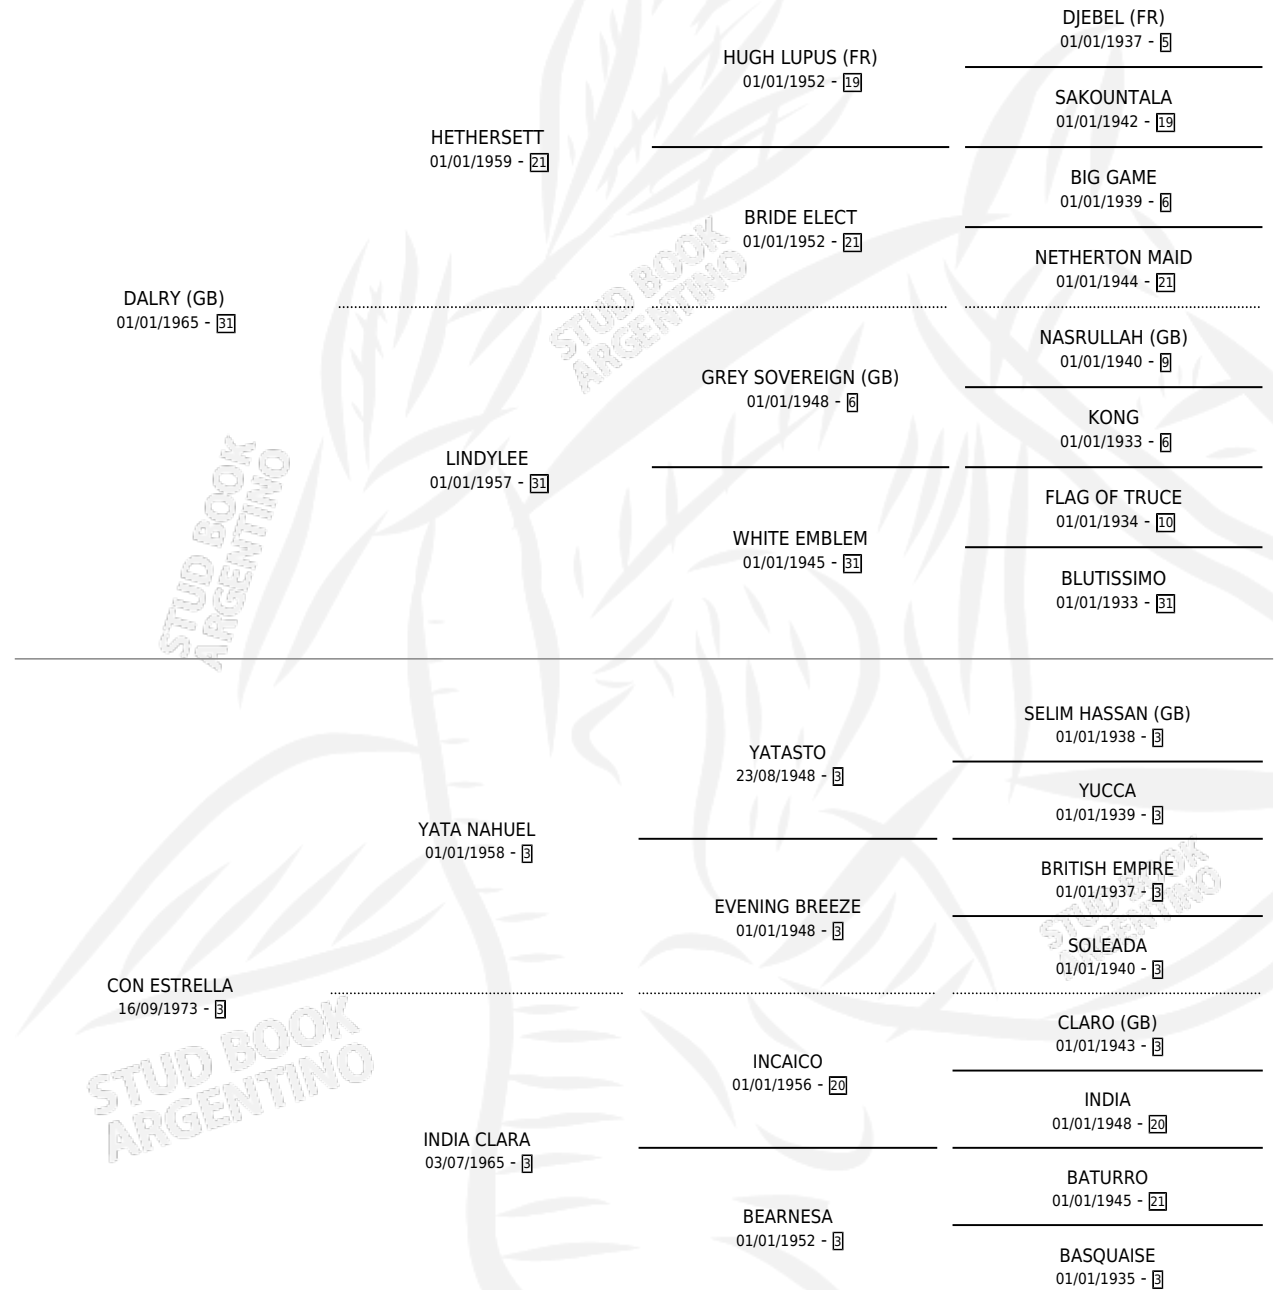 DJEBEL (FR)
01/01/1937 - 5
HUGH LUPUS (FR)
01/01/1952 - 19
SAKOUNTALA
01/01/1942 - 19
HETHERSETT
01/01/1959 - 21
BIG GAME
01/01/1939 - 6
BRIDE ELECT
01/01/1952 - 21
NETHERTON MAID
01/01/1944 - 21
DALRY (GB)
01/01/1965 - 31
STUD BOOK
ARGENTINO
NASRULLAH (GB)
01/01/1940 - 9
GREY SOVEREIGN (GB)
01/01/1948 - 6
KONG
01/01/1933 - 6
LINDYLEE
01/01/1957 - 31
FLAG OF TRUCE
01/01/1934 - 10
WHITE EMBLEM
01/01/1945 - 31
BLUTISSIMO
01/01/1933 - 31
STUD BOOK
ARGENTINO
SELIM HASSAN (GB)
01/01/1938 - 3
YATASTO
23/08/1948 - 3
YUCCA
01/01/1939 - 3
YATA NAHUEL
01/01/1958 - 3
BRITISH EMPIRE
01/01/1937 - 3
EVENING BREEZE
01/01/1948 - 3
SOLEADA
01/01/1940 - 3
STUD BOOK
ARGENTINO
CON ESTRELLA
16/09/1973 - 3
STUD BOOK
ARGENTINO
CLARO (GB)
01/01/1943 - 3
INCAICO
01/01/1956 - 20
INDIA
01/01/1948 - 20
INDIA CLARA
03/07/1965 - 3
BATURRO
01/01/1945 - 21
BEARNESA
01/01/1952 - 3
BASQUAISE
01/01/1935 - 3